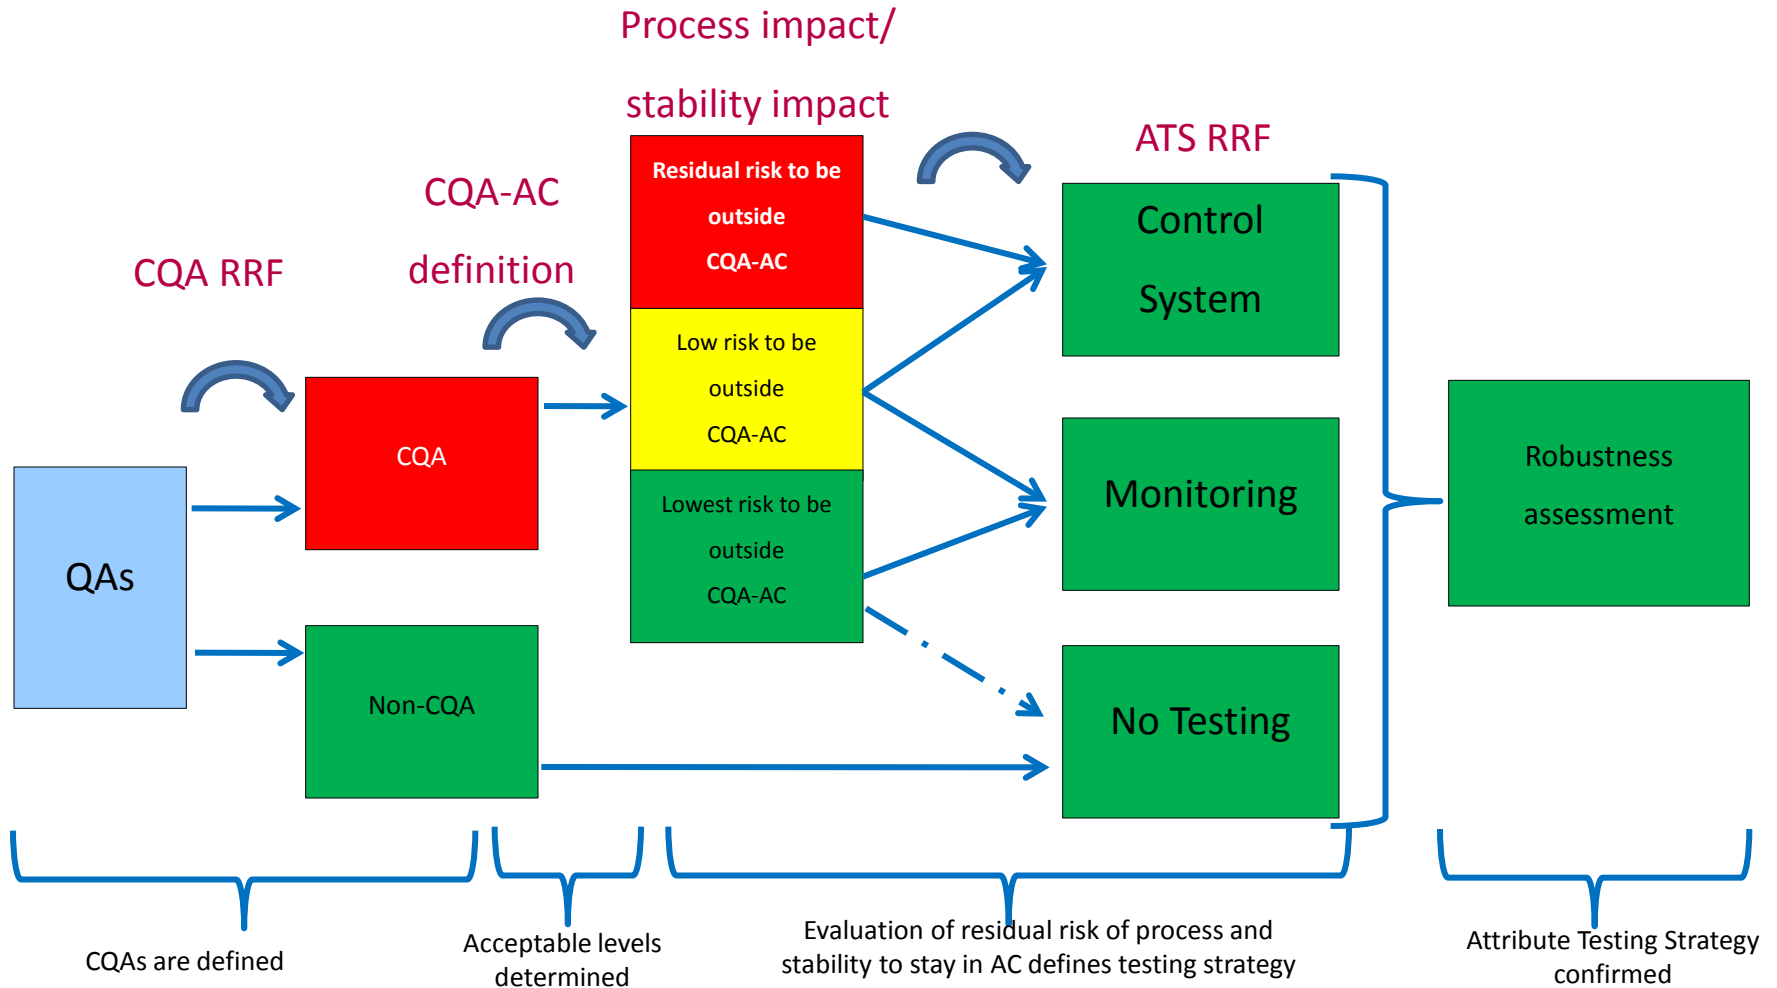 Process impact/
stability impact
ATS RRF
CQA-AC
definition
CQA RRF
Residual risk to be
outside
CQA-AC
Control
System
Low risk to be
outside
CQA-AC
CQA
Monitoring
Robustness
assessment
Lowest risk to be
outside
CQA-AC
QAs
Non-CQA
No Testing
CQAs are defined
Acceptable levels
determined
Evaluation of residual risk of process and
stability to stay in AC defines testing strategy
Attribute Testing Strategy
confirmed